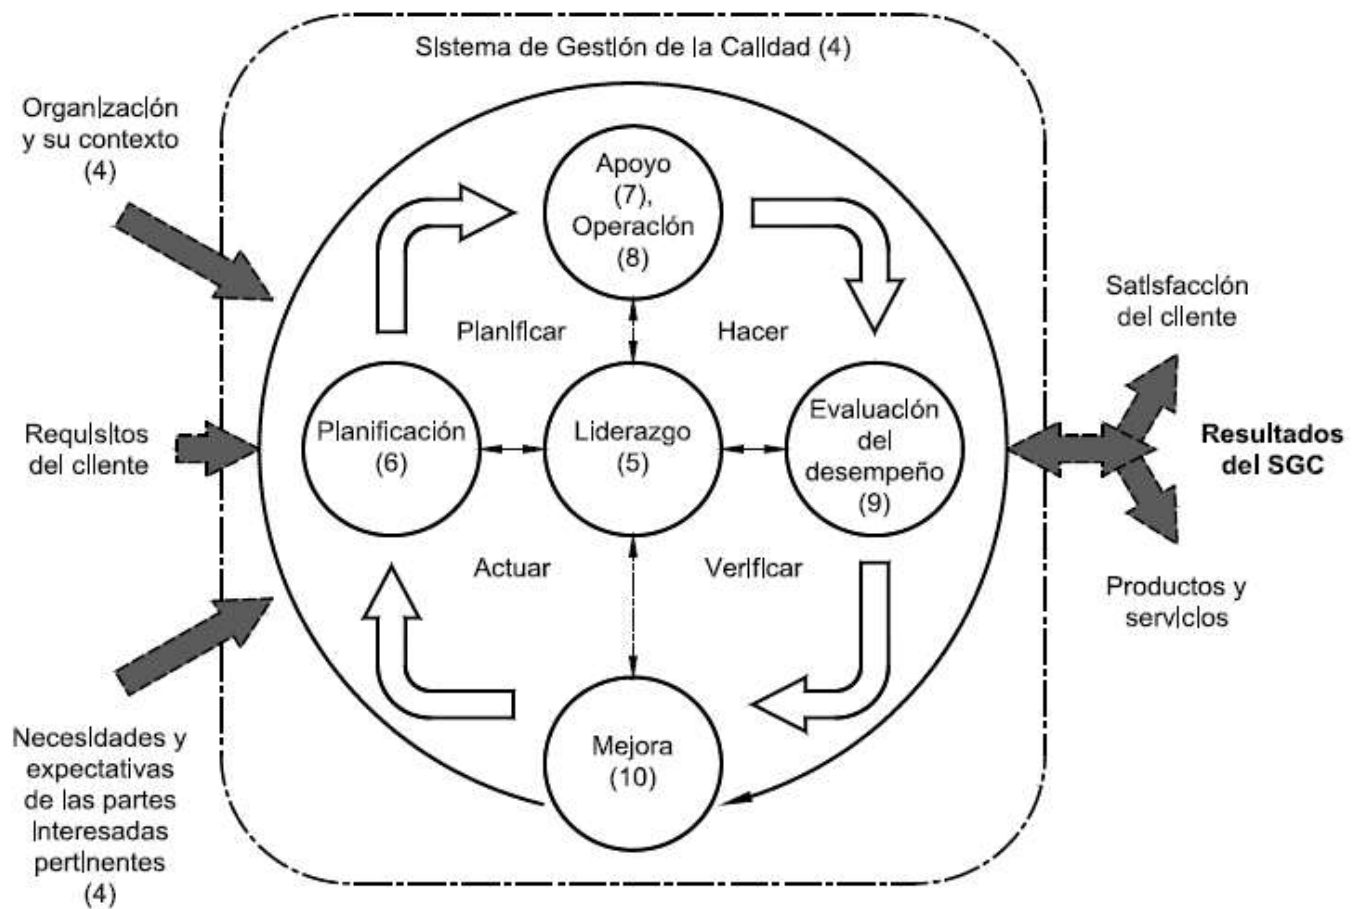 Sistema de Gestión de la Calidad (4)
Organización
y su contexto
(4)
Apoyo
(7),
Operación
(8)
Satisfacción
del cliente
Planificar
Hacer
Requisitos
del cliente
Planificación
(6)
Liderazgo
(5)
Evaluación
del
desempeño
(9)
Resultados
del SGC
Actuar
Verificar
Productos y
servicios
Necesidades y
expectativas
de las partes
interesadas
pertinentes
(4)
Mejora
(10)